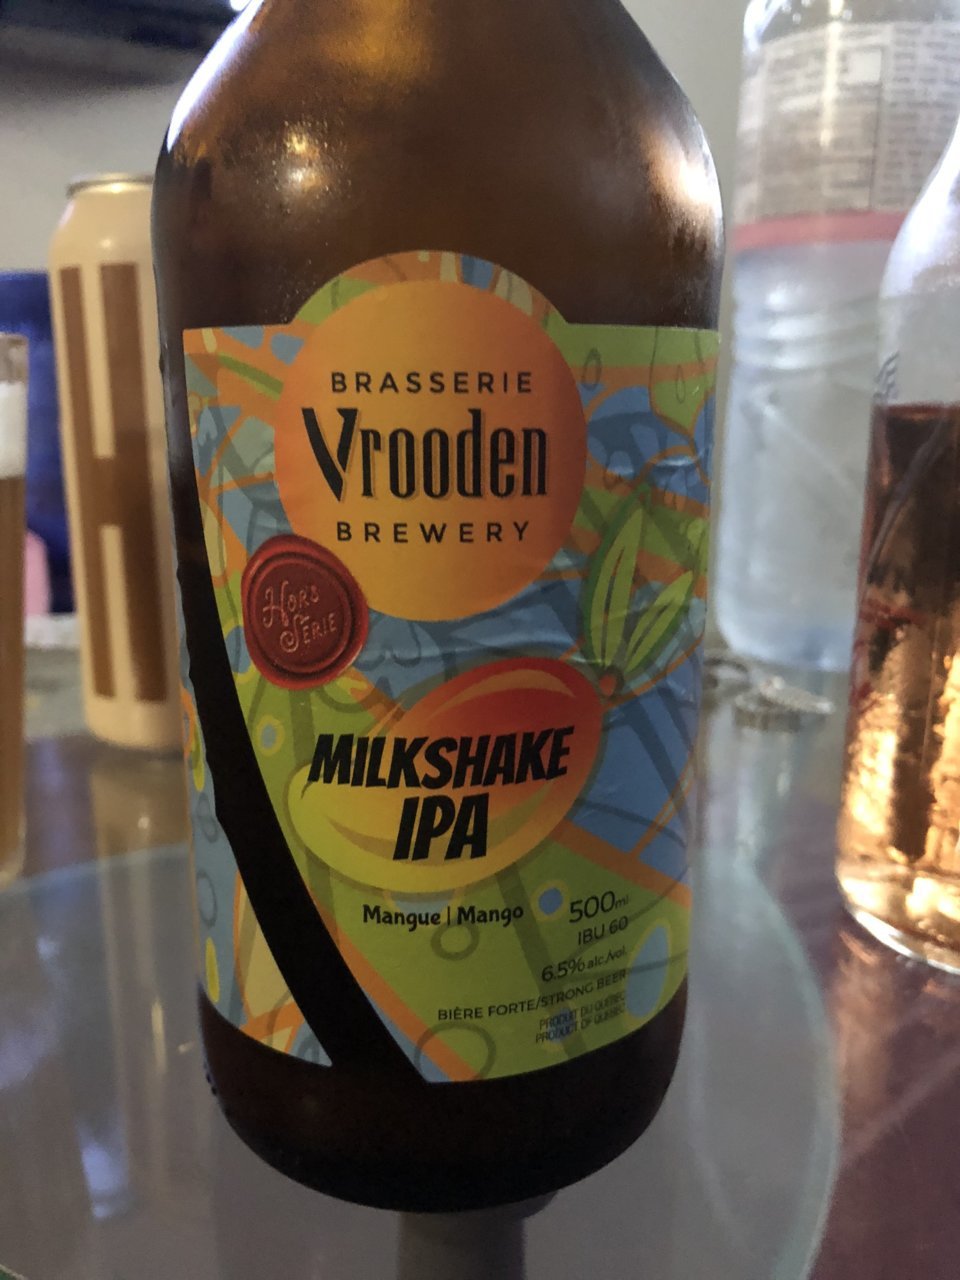 BRASSERIE
Vrooden
BREWERY
HORS
SÉRIE
MILKSHAKE
IPA
Mangue | Mango
500ml
IBU 60
6.5% alc./vol.
BIÈRE FORTE/STRONG BEER
PRODUIT DU QUÉBEC
PRODUCT OF QUEBEC